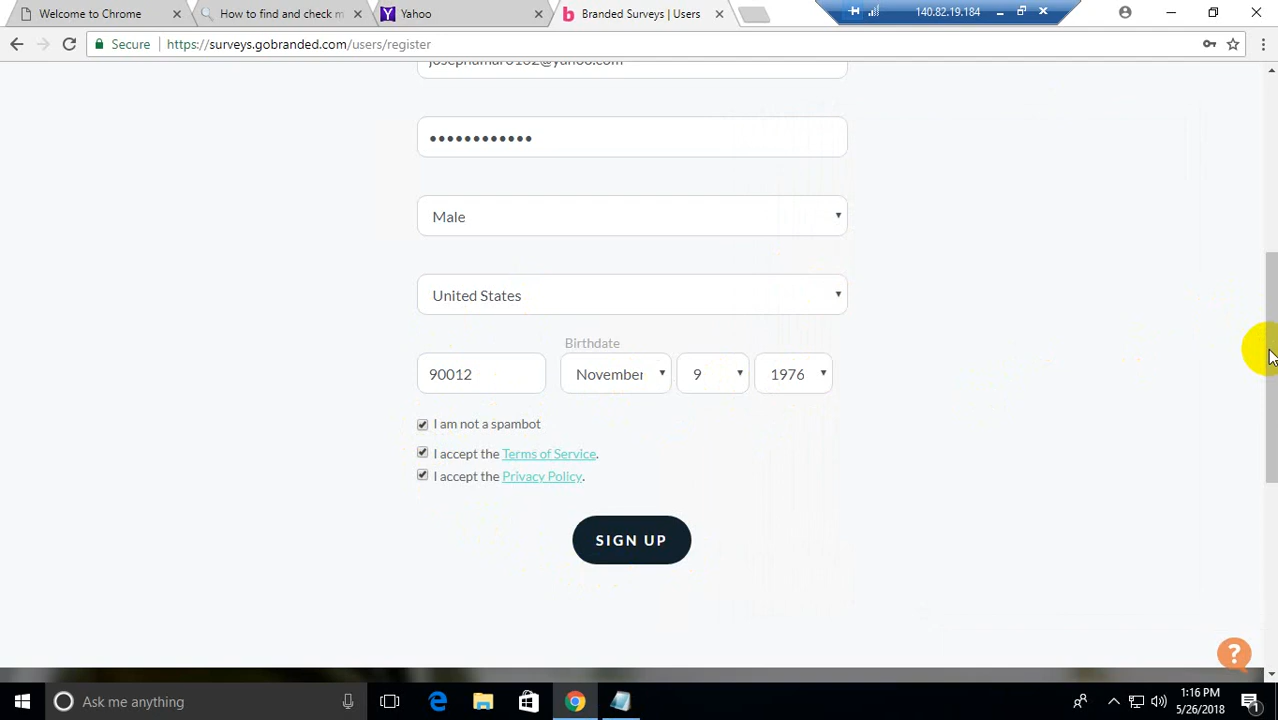 Welcome to Chrome
How to find and check m
Yahoo
Branded Surveys | Users
140.82.19.184
Secure
https://surveys.gobranded.com/users/register
••••••••••••
Male
United States
Birthdate
90012
November
9
1976
I am not a spambot
I accept the Terms of Service.
I accept the Privacy Policy.
SIGN UP
?
Ask me anything
1:16 PM
5/26/2018
1